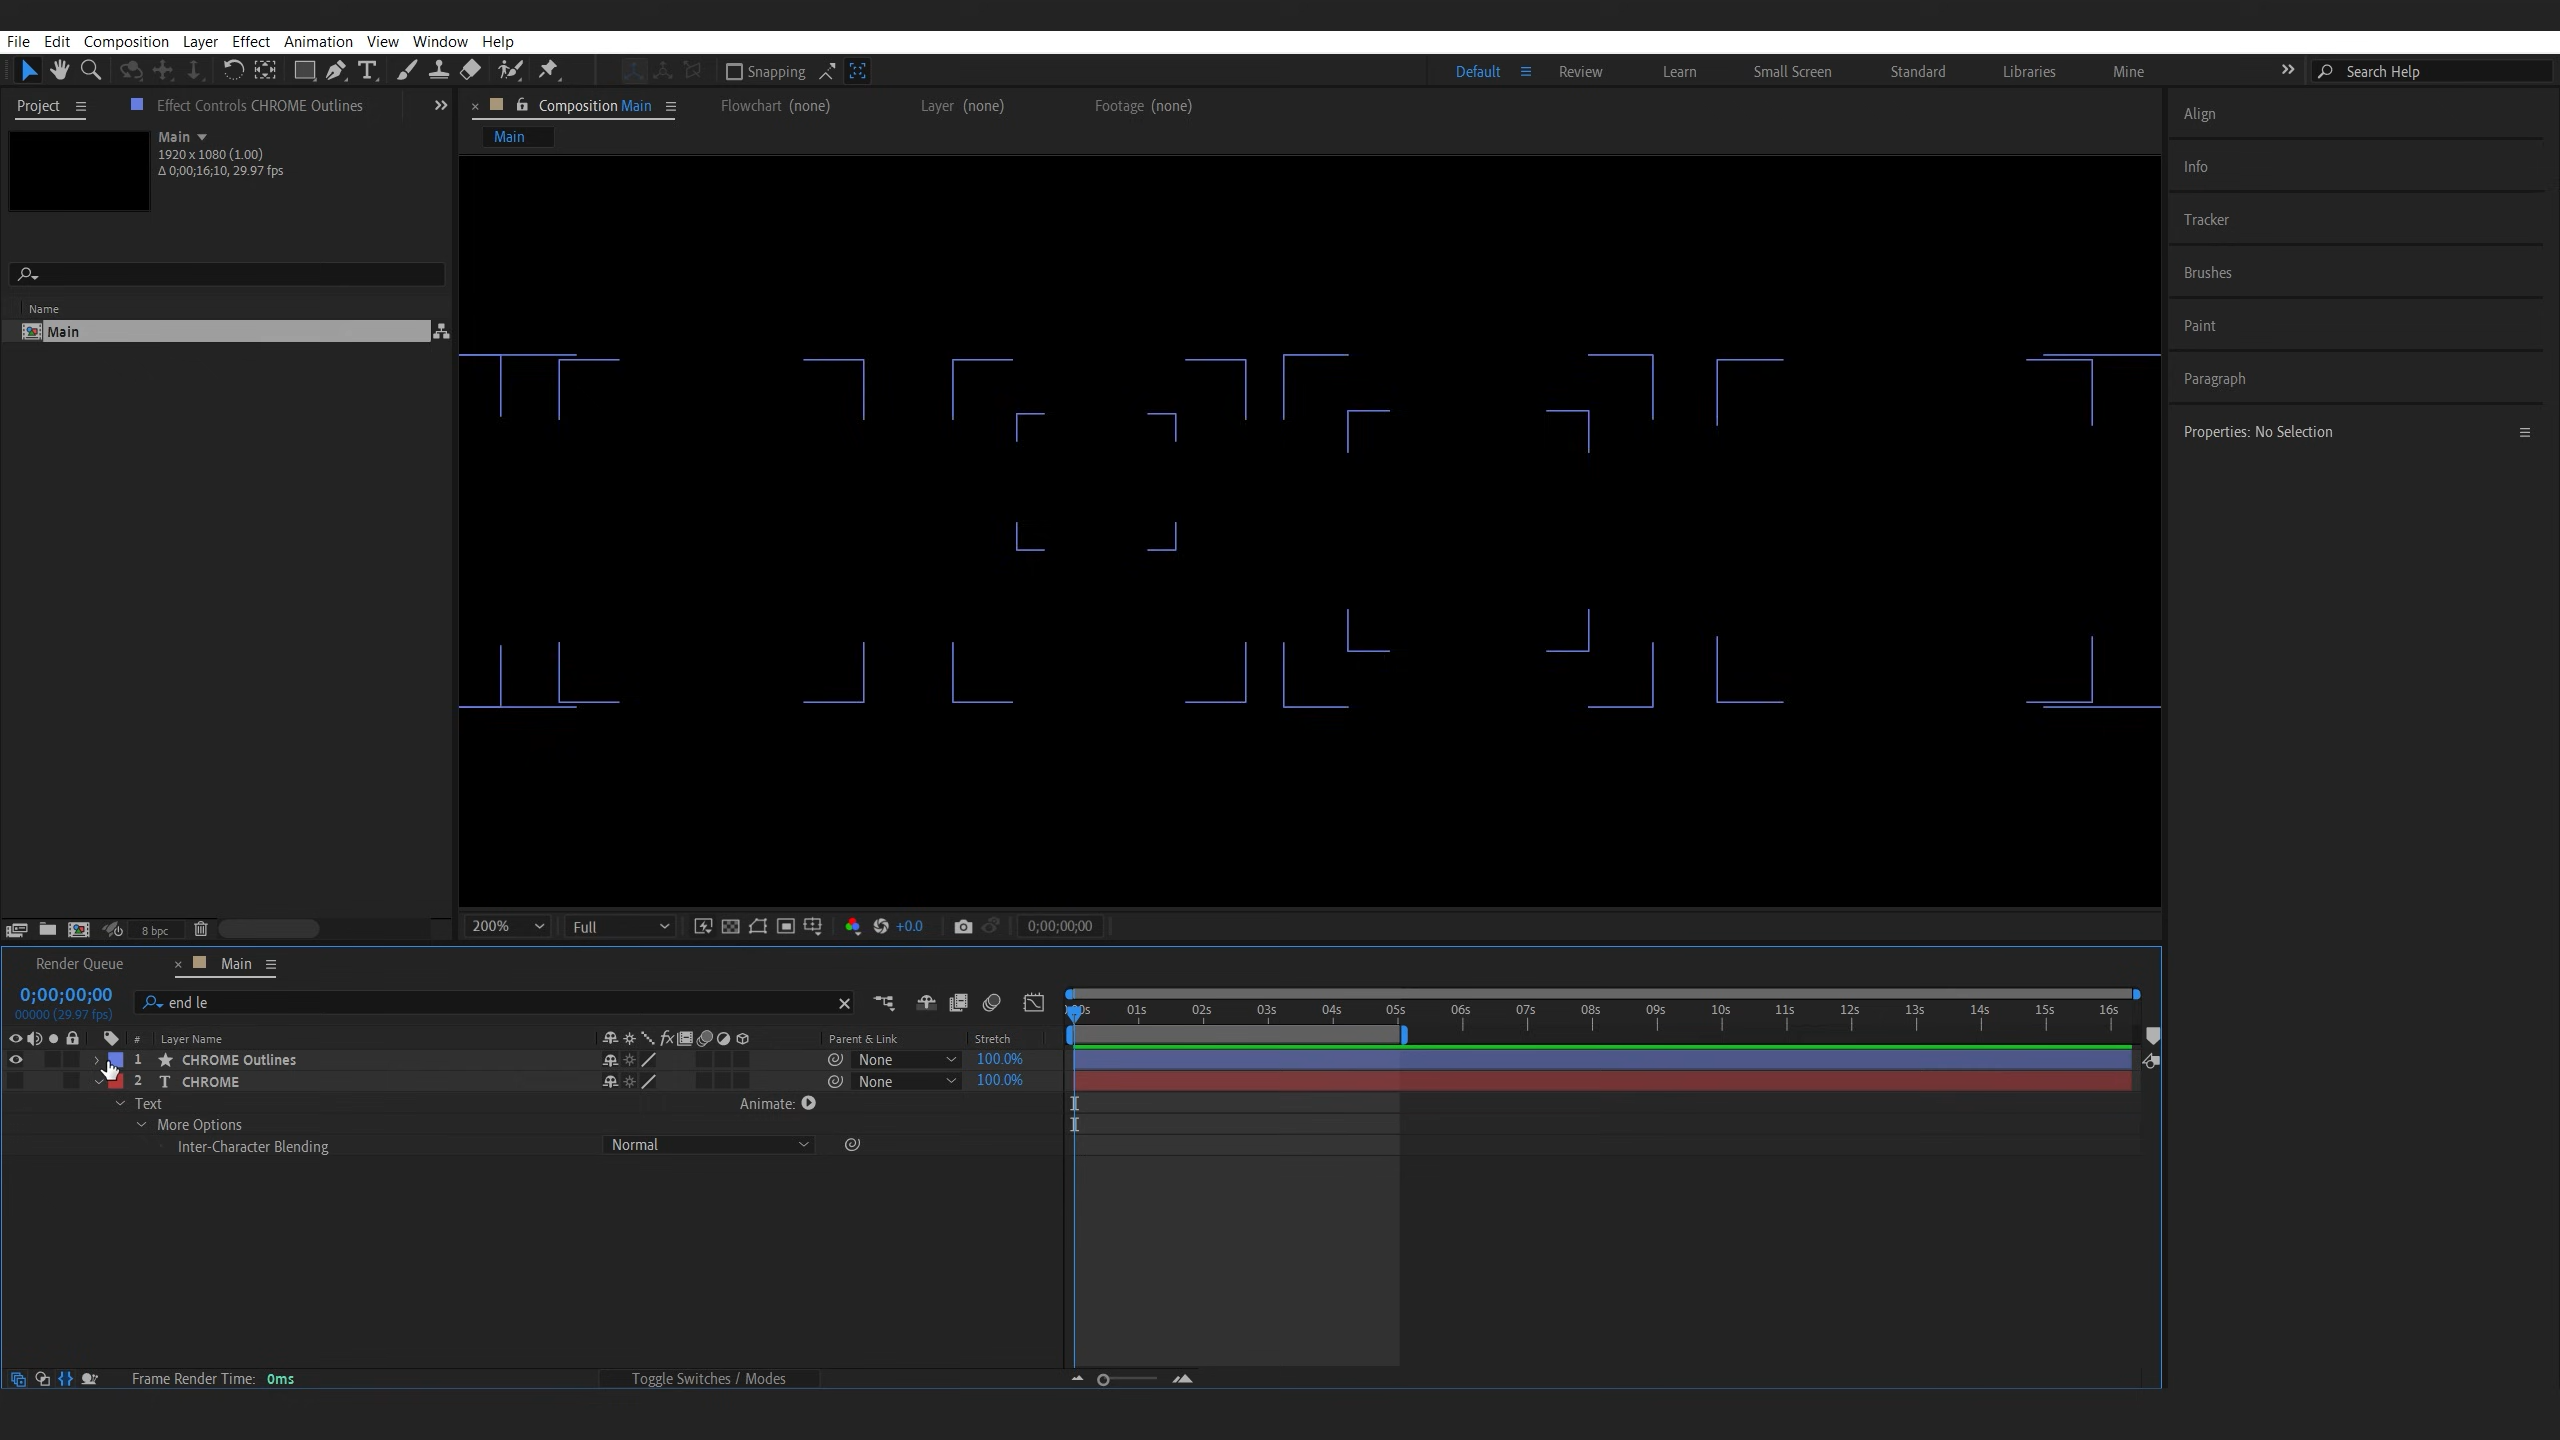 File Edit Composition Layer Effect Animation View Window Help
Snapping Default Review Learn Small Screen Standard Libraries Mine Search Help
Project Effect Controls CHROME Outlines
Composition Main Flowchart (none) Layer (none) Footage (none)
Main
Main
1920 x 1080 (1.00)
Δ 0;00;16;10, 29.97 fps
Name
Main
8 bpc
Align
Info
Tracker
Brushes
Paint
Paragraph
Properties: No Selection
200% Full +0.0 0;00;00;00
Render Queue Main
0;00;00;00
00000 (29.97 fps)
end le
# Layer Name Parent & Link Stretch
1 CHROME Outlines None 100.0%
2 T CHROME None 100.0%
Text Animate:
More Options
Inter-Character Blending Normal
01s 02s 03s 04s 05s 06s 07s 08s 09s 10s 11s 12s 13s 14s 15s 16s
Frame Render Time: 0ms Toggle Switches / Modes